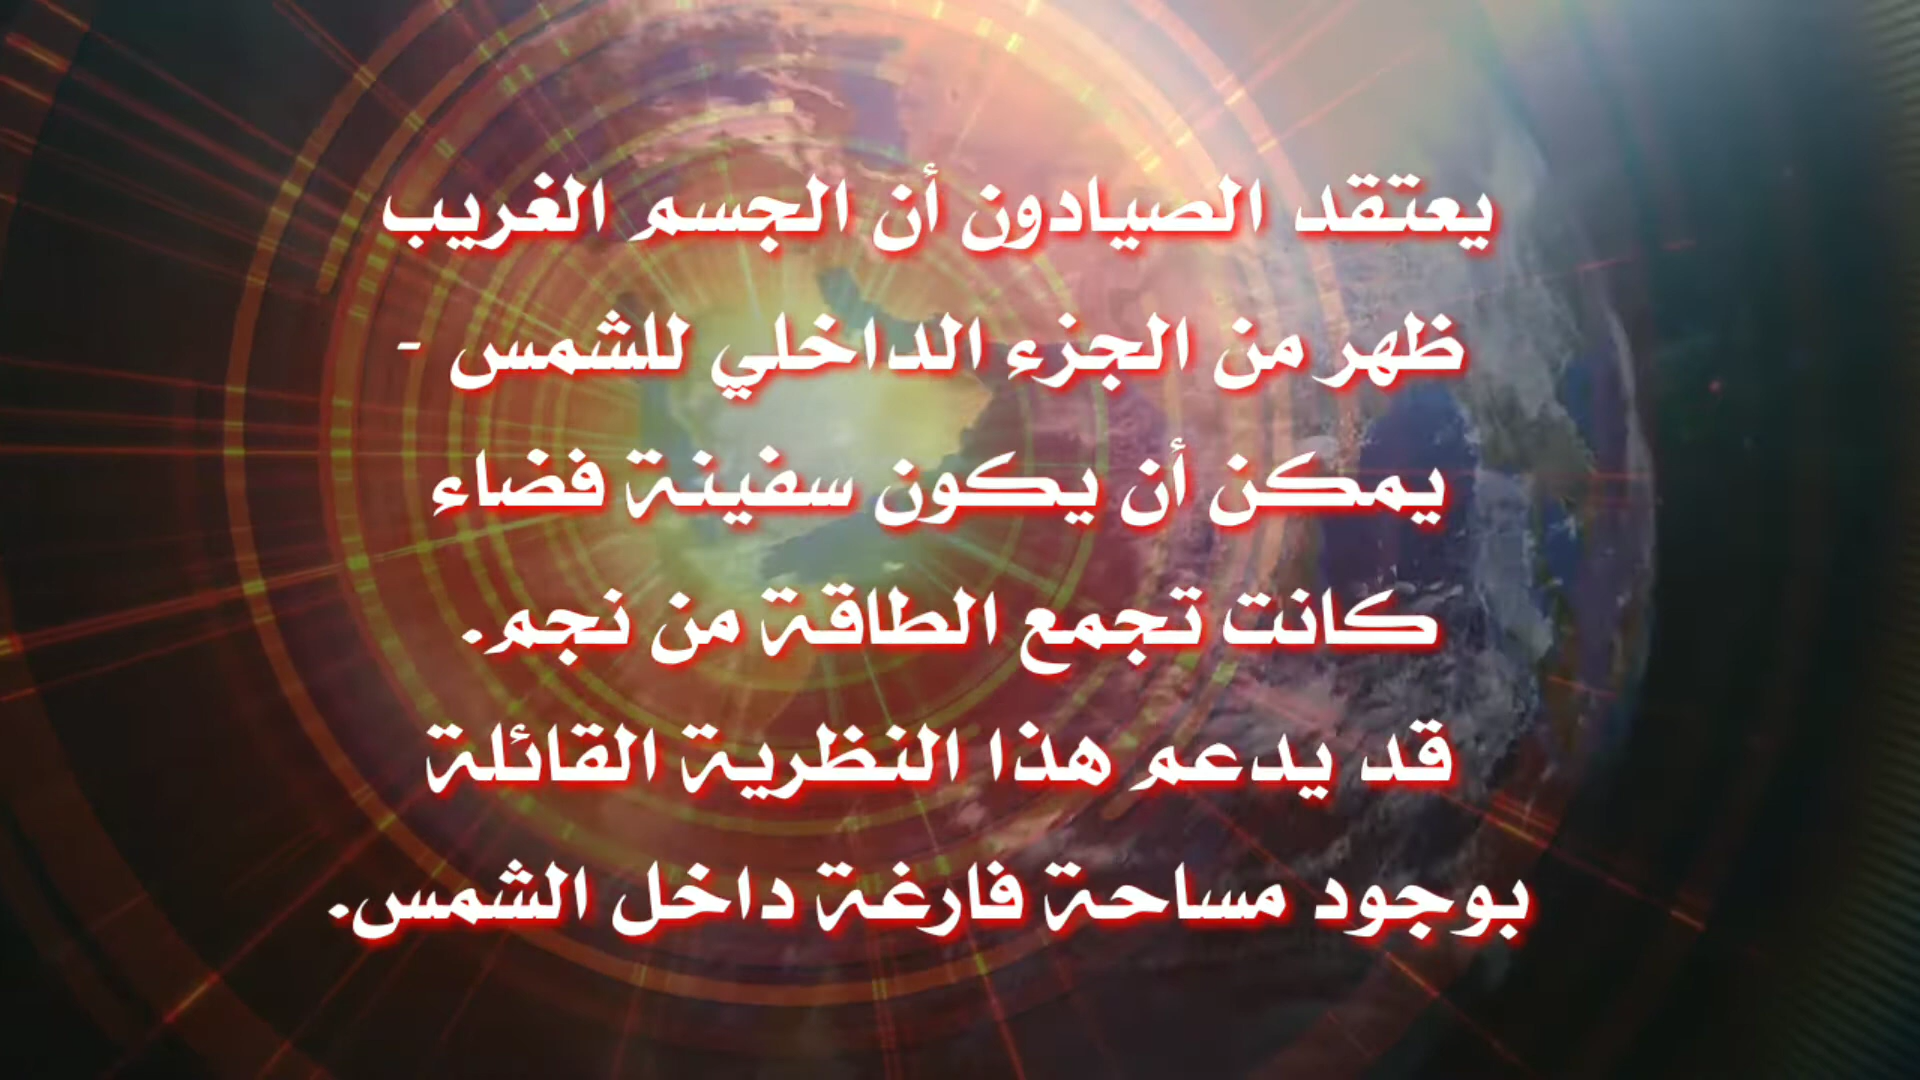 يعتقد الصيادون أن الجسم الغريب
ظهر من الجزء الداخلي للشمس -
يمكن أن يكون سفينة فضاء
كانت تجمع الطاقة من نجم.
قد يدعم هذا النظرية القائلة
بوجود مساحة فارغة داخل الشمس.